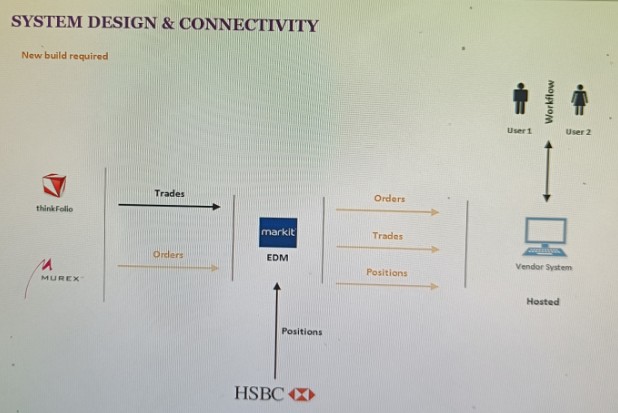 SYSTEM DESIGN & CONNECTIVITY
New build required
Workflow
User 1
User 2
thinkFolio
Trades
Orders
MUREX
markit
EDM
Orders
Trades
Positions
Vendor System
Hosted
Positions
HSBC